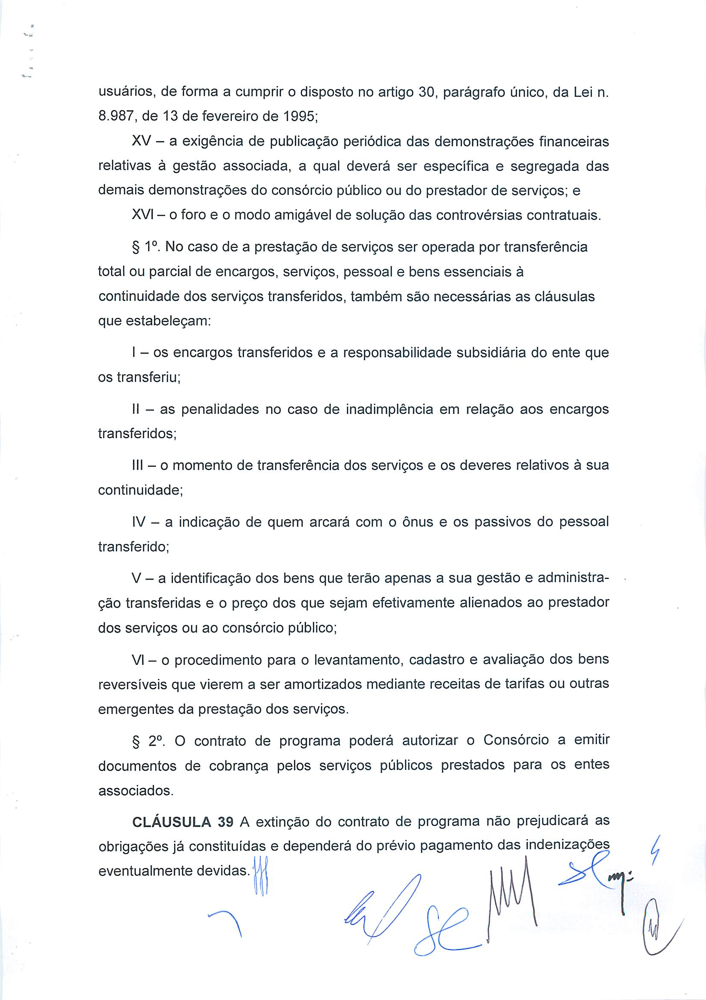 usuários, de forma a cumprir o disposto no artigo 30, parágrafo único, da Lei n.
8.987, de 13 de fevereiro de 1995;
XV – a exigência de publicação periódica das demonstrações financeiras
relativas à gestão associada, a qual deverá ser específica e segregada das
demais demonstrações do consórcio público ou do prestador de serviços; e
XVI – o foro e o modo amigável de solução das controvérsias contratuais.
§ 1º. No caso de a prestação de serviços ser operada por transferência
total ou parcial de encargos, serviços, pessoal e bens essenciais à
continuidade dos serviços transferidos, também são necessárias as cláusulas
que estabeleçam:
I – os encargos transferidos e a responsabilidade subsidiária do ente que
os transferiu;
II – as penalidades no caso de inadimplência em relação aos encargos
transferidos;
III – o momento de transferência dos serviços e os deveres relativos à sua
continuidade;
IV – a indicação de quem arcará com o ônus e os passivos do pessoal
transferido;
V – a identificação dos bens que terão apenas a sua gestão e administra-
ção transferidas e o preço dos que sejam efetivamente alienados ao prestador
dos serviços ou ao consórcio público;
VI – o procedimento para o levantamento, cadastro e avaliação dos bens
reversíveis que vierem a ser amortizados mediante receitas de tarifas ou outras
emergentes da prestação dos serviços.
§ 2º. O contrato de programa poderá autorizar o Consórcio a emitir
documentos de cobrança pelos serviços públicos prestados para os entes
associados.
CLÁUSULA 39 A extinção do contrato de programa não prejudicará as
obrigações já constituídas e dependerá do prévio pagamento das indenizações
eventualmente devidas.